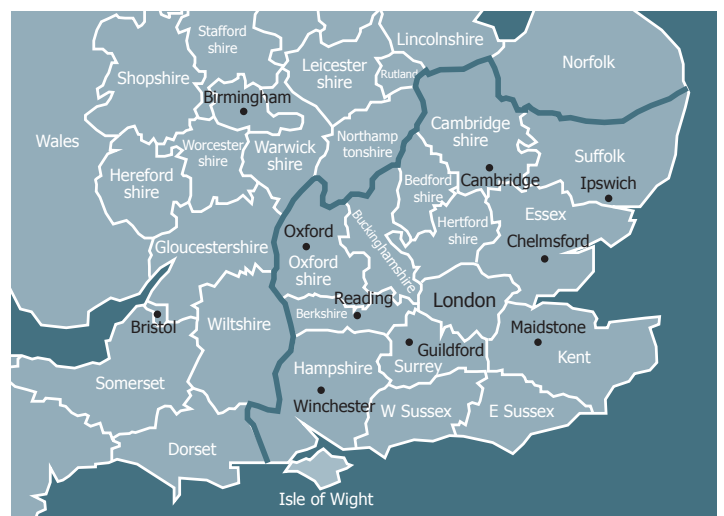 Stafford
shire
Lincolnshire
Norfolk
Leicester
shire
Shopshire
Rutland
Birmingham
Wales
Worcester
shire
Warwick
shire
Northamp
tonshire
Cambridge
shire
Suffolk
Hereford
shire
Bedford
shire
Cambridge
Ipswich
Essex
Buckinghamshire
Hertford
shire
Oxford
Oxford
shire
Gloucestershire
Chelmsford
Reading
London
Berkshire
Bristol
Wiltshire
Maidstone
Guildford
Kent
Hampshire
Surrey
Somerset
Winchester
W Sussex
E Sussex
Dorset
Isle of Wight